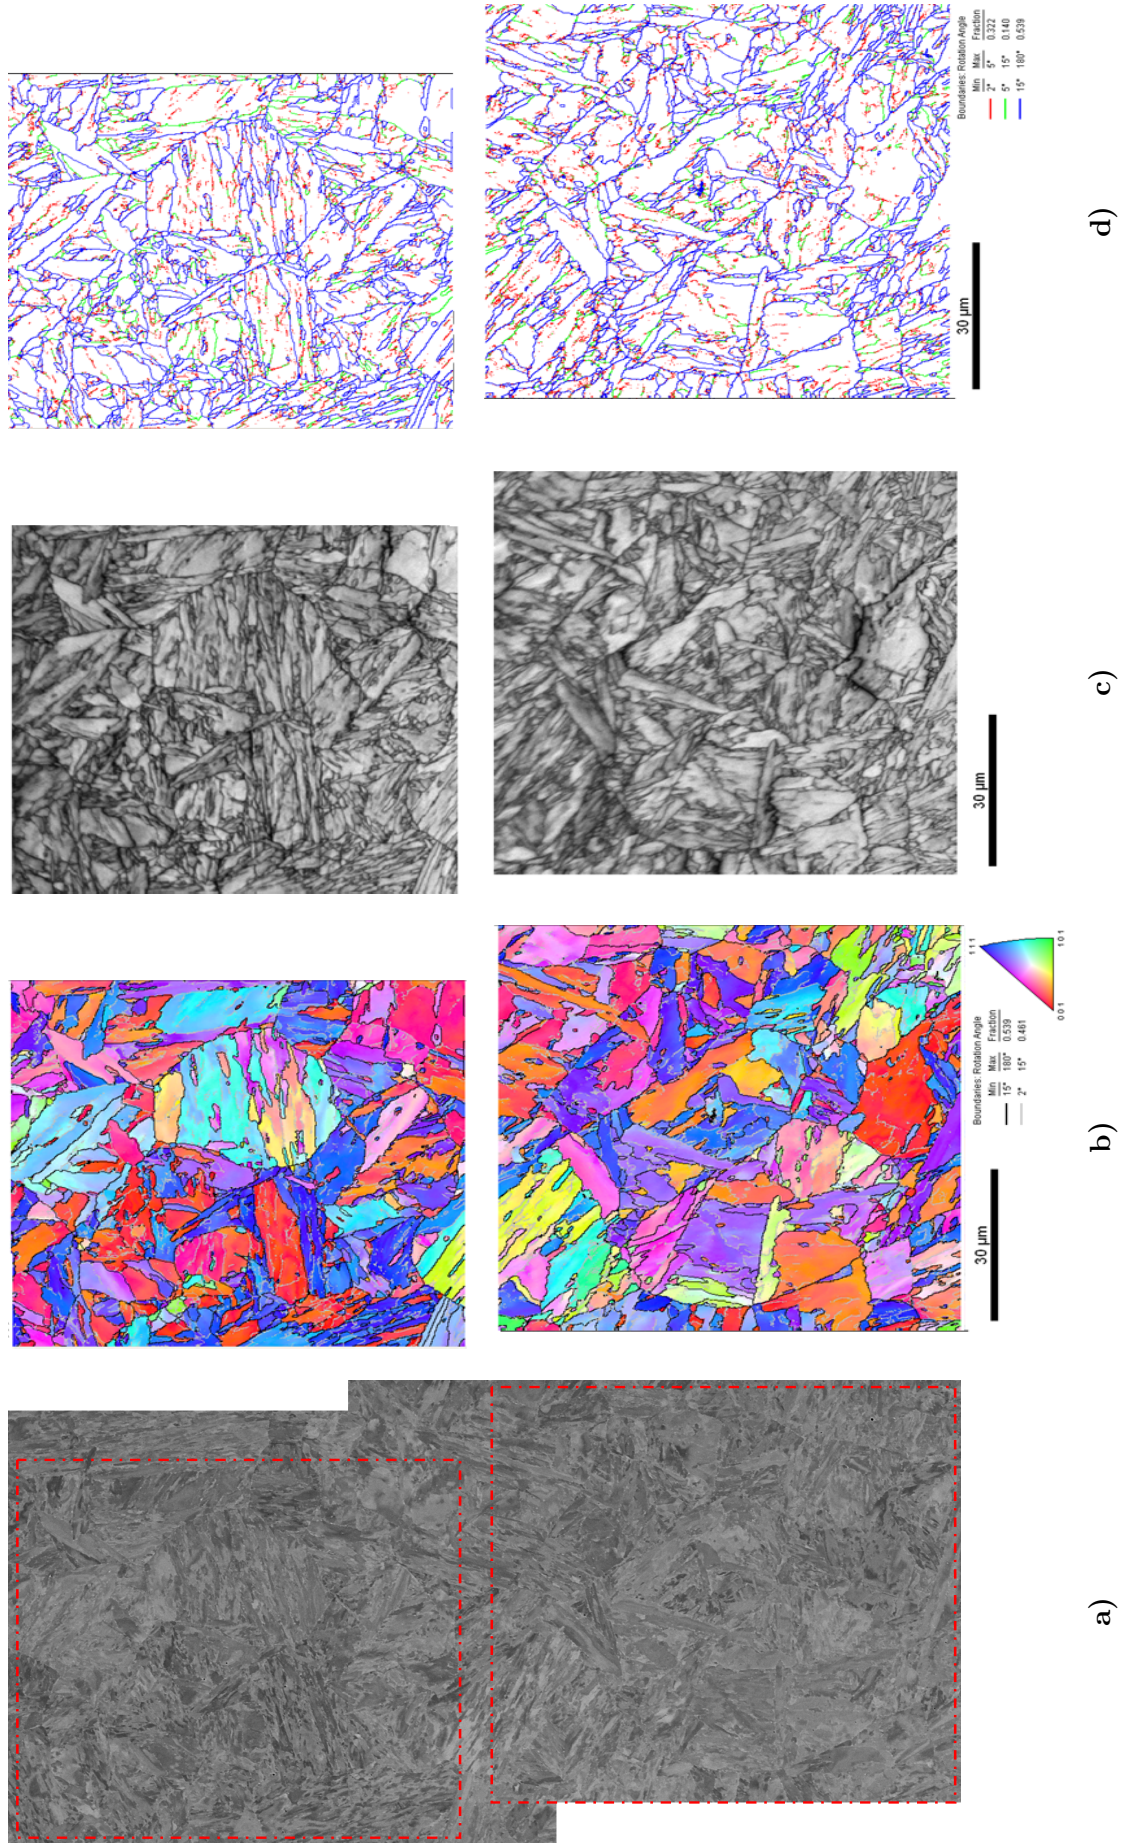 a)
30 µm
Boundaries: Rotation Angle
Min Max Fraction
15° 180° 0.539
2° 15° 0.461
111
001
101
b)
30 µm
c)
30 µm
Boundaries: Rotation Angle
Min Max Fraction
2° 5° 0.322
5° 15° 0.140
15° 180° 0.539
d)